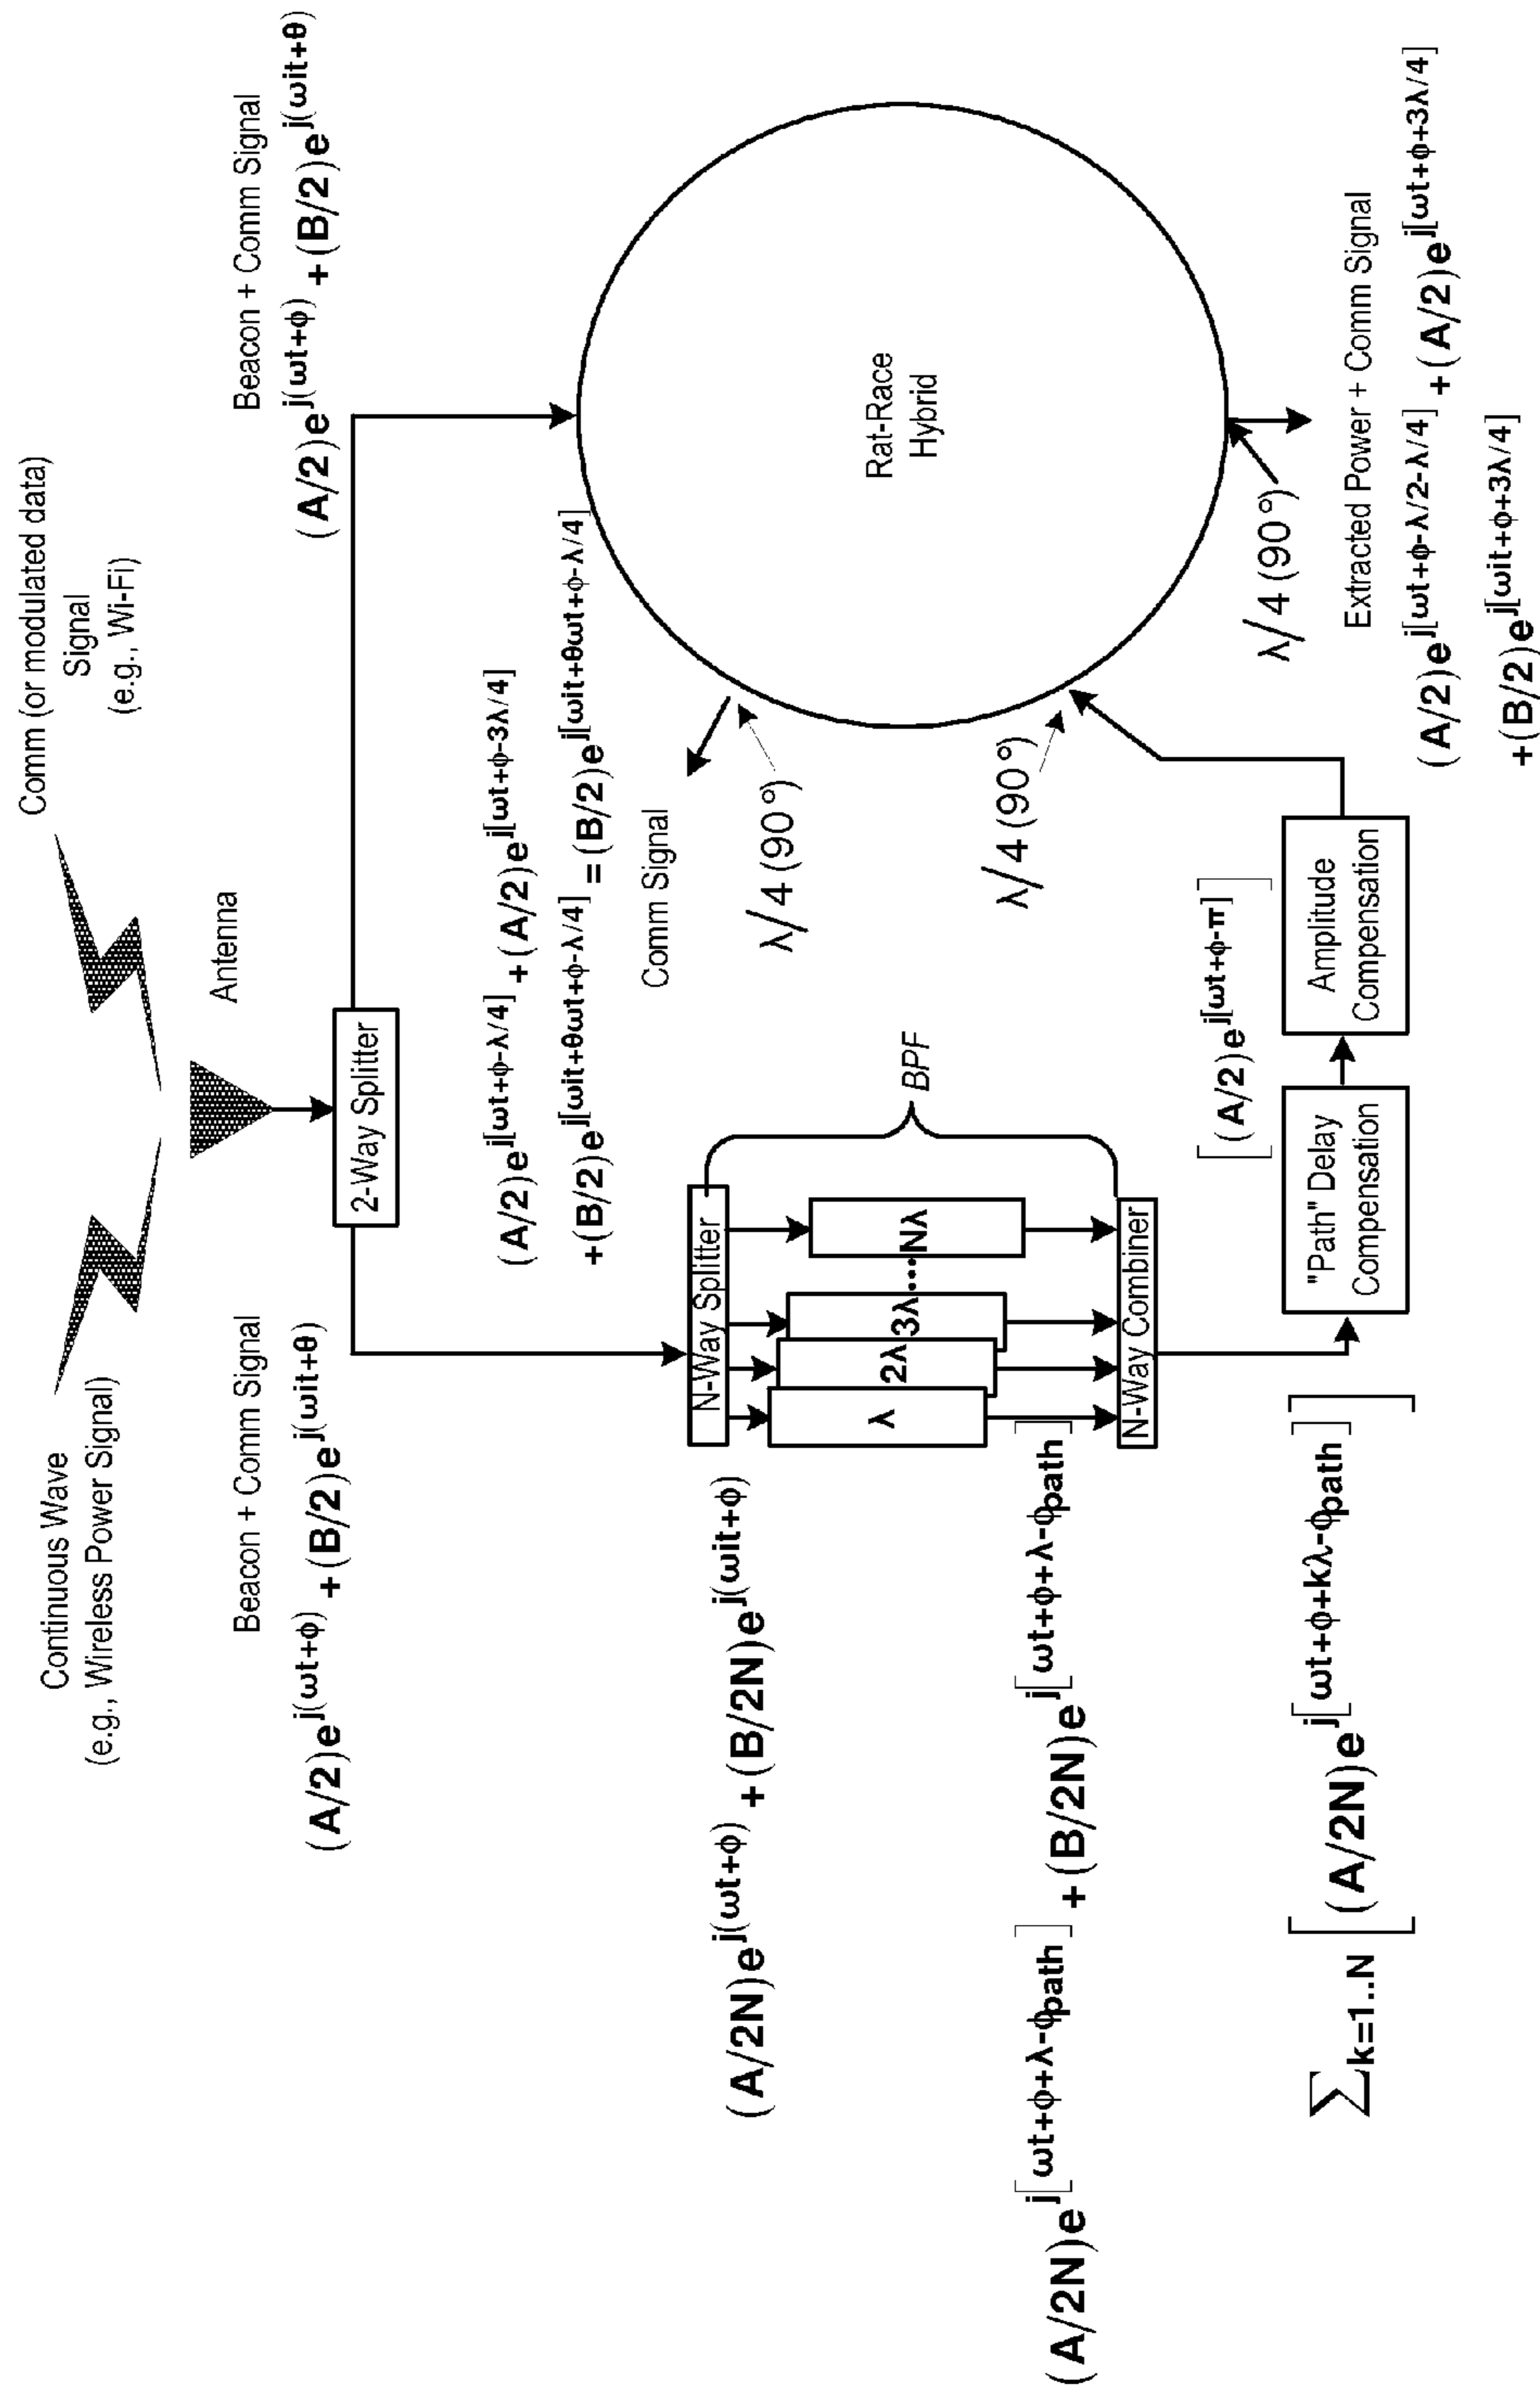 Continuous Wave
(e.g., Wireless Power Signal)
Comm (or modulated data)
Signal
(e.g., Wi-Fi)
Antenna
2-Way Splitter
Beacon + Comm Signal
(A/2)e^j(ωt+ϕ) + (B/2)e^j(ωit+θ)
Beacon + Comm Signal
(A/2)e^j(ωt+ϕ) + (B/2)e^j(ωit+θ)
(A/2)e^j[ωt+ϕ-λ/4] + (A/2)e^j[ωt+ϕ-3λ/4]
+(B/2)e^j[ωit+θωt+ϕ-λ/4] = (B/2)e^j[ωit+θωt+ϕ-λ/4]
Comm Signal
λ/4 (90°)
λ/4 (90°)
λ/4 (90°)
Rat-Race
Hybrid
N-Way Splitter
λ
2λ
3λ
•••
Nλ
N-Way Combiner
BPF
(A/2N)e^j(ωt+ϕ) + (B/2N)e^j(ωit+ϕ)
(A/2N)e^j[ωt+ϕ+λ-ϕpath] + (B/2N)e^j[ωt+ϕ+λ-ϕpath]
∑k=1..N [(A/2N)e^j[ωt+ϕ+kλ-ϕpath]]
"Path" Delay
Compensation
[(A/2)e^j[ωt+ϕ-π]]
Amplitude
Compensation
Extracted Power + Comm Signal
(A/2)e^j[ωt+ϕ-λ/2-λ/4] + (A/2)e^j[ωt+ϕ+3λ/4]
+(B/2)e^j[ωit+ϕ+3λ/4]